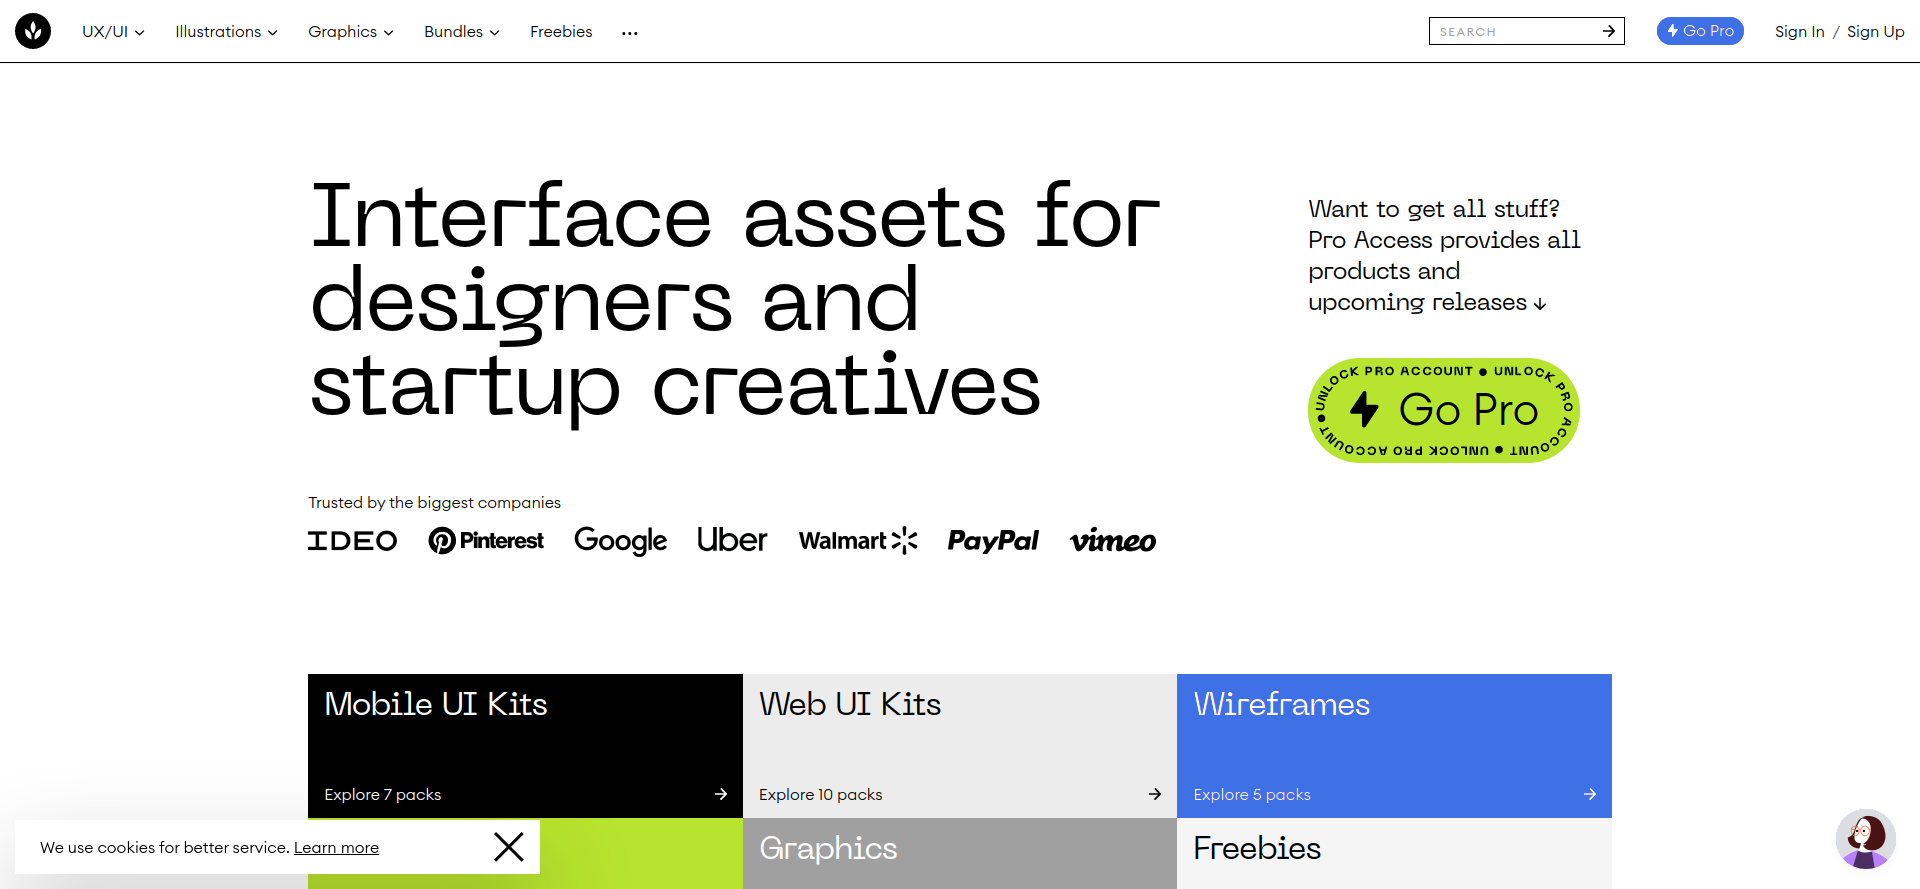 UX/UI
Illustrations
Graphics
Bundles
Freebies
SEARCH
Go Pro
Sign In / Sign Up
Interface assets for
designers and
startup creatives
Want to get all stuff?
Pro Access provides all
products and
upcoming releases ↓
UNLOCK PRO ACCOUNT ● UNLOCK PRO ACCOUNT ● UNLOCK PRO ACCOUNT ●
Go Pro
Trusted by the biggest companies
IDEO
Pinterest
Google
Uber
Walmart
PayPal
vimeo
Mobile UI Kits
Explore 7 packs
Web UI Kits
Explore 10 packs
Wireframes
Explore 5 packs
We use cookies for better service. Learn more
Graphics
Freebies